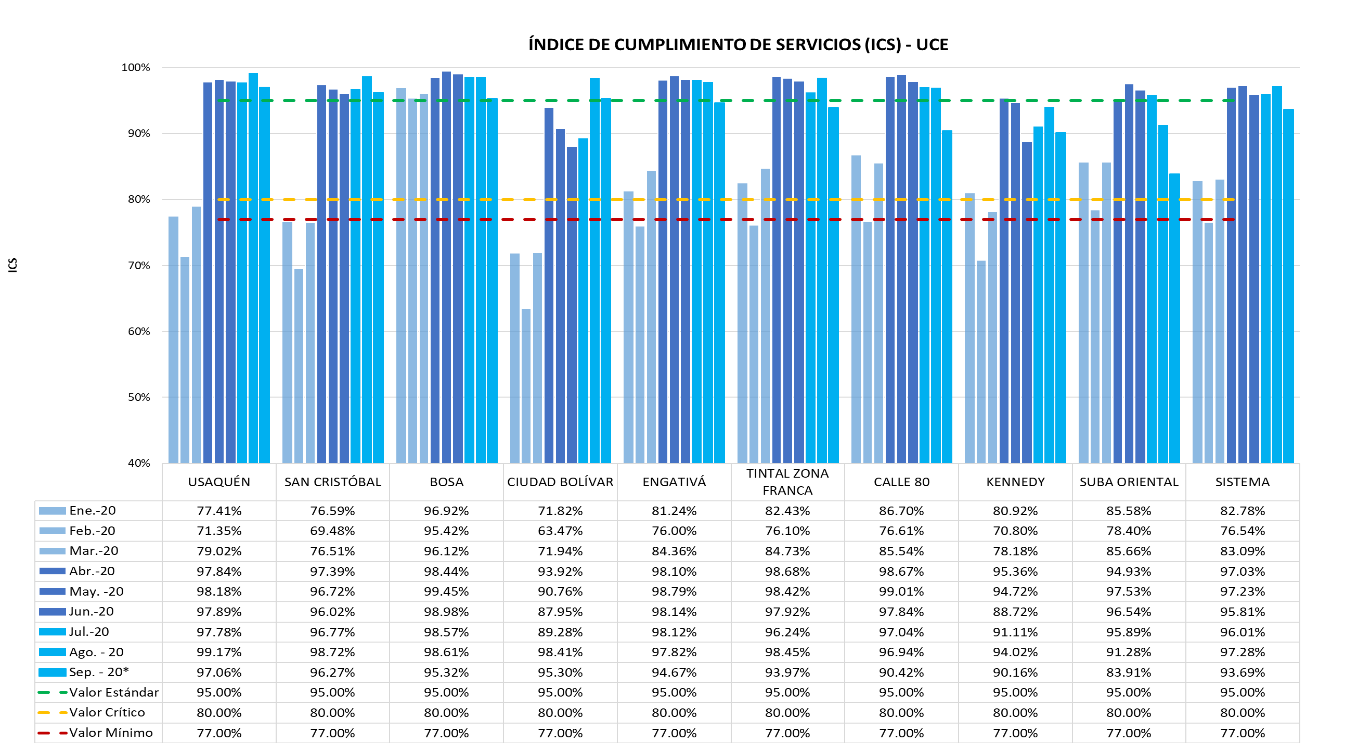 ÍNDICE DE CUMPLIMIENTO DE SERVICIOS (ICS) - UCE
100%
90%
80%
70%
60%
50%
40%
ICS
USAQUÉN SAN CRISTÓBAL BOSA CIUDAD BOLÍVAR ENGATIVÁ TINTAL ZONA FRANCA CALLE 80 KENNEDY SUBA ORIENTAL SISTEMA
Ene.-20 77.41% 76.59% 96.92% 71.82% 81.24% 82.43% 86.70% 80.92% 85.58% 82.78%
Feb.-20 71.35% 69.48% 95.42% 63.47% 76.00% 76.10% 76.61% 70.80% 78.40% 76.54%
Mar.-20 79.02% 76.51% 96.12% 71.94% 84.36% 84.73% 85.54% 78.18% 85.66% 83.09%
Abr.-20 97.84% 97.39% 98.44% 93.92% 98.10% 98.68% 98.67% 95.36% 94.93% 97.03%
May. -20 98.18% 96.72% 99.45% 90.76% 98.79% 98.42% 99.01% 94.72% 97.53% 97.23%
Jun.-20 97.89% 96.02% 98.98% 87.95% 98.14% 97.92% 97.84% 88.72% 96.54% 95.81%
Jul.-20 97.78% 96.77% 98.57% 89.28% 98.12% 96.24% 97.04% 91.11% 95.89% 96.01%
Ago. - 20 99.17% 98.72% 98.61% 98.41% 97.82% 98.45% 96.94% 94.02% 91.28% 97.28%
Sep. - 20* 97.06% 96.27% 95.32% 95.30% 94.67% 93.97% 90.42% 90.16% 83.91% 93.69%
Valor Estándar 95.00% 95.00% 95.00% 95.00% 95.00% 95.00% 95.00% 95.00% 95.00% 95.00%
Valor Crítico 80.00% 80.00% 80.00% 80.00% 80.00% 80.00% 80.00% 80.00% 80.00% 80.00%
Valor Mínimo 77.00% 77.00% 77.00% 77.00% 77.00% 77.00% 77.00% 77.00% 77.00% 77.00%